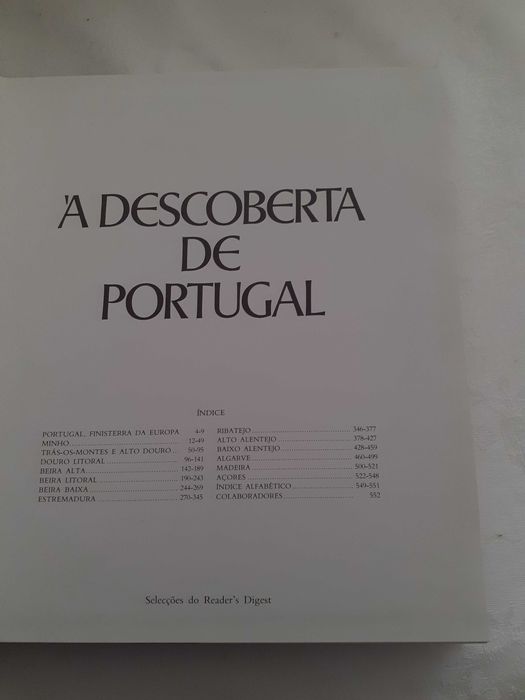 À DESCOBERTA
DE
PORTUGAL
ÍNDICE
PORTUGAL, FINISTERRA DA EUROPA 4-9
MINHO 12-49
TRÁS-OS-MONTES E ALTO DOURO 50-95
DOURO LITORAL 96-141
BEIRA ALTA 142-189
BEIRA LITORAL 190-243
BEIRA BAIXA 244-269
ESTREMADURA 270-345
RIBATEJO 346-377
ALTO ALENTEJO 378-427
BAIXO ALENTEJO 428-459
ALGARVE 460-499
MADEIRA 500-521
AÇORES 522-548
ÍNDICE ALFABÉTICO 549-551
COLABORADORES 552
Selecções do Reader's Digest